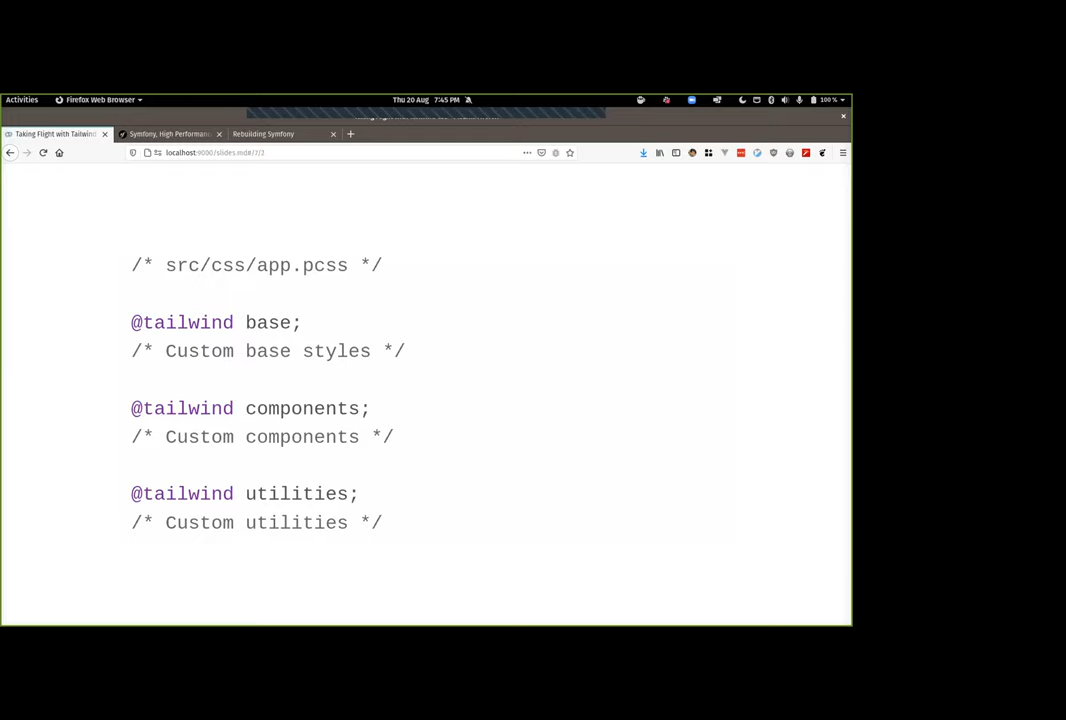 Activities Firefox Web Browser Thu 20 Aug 7:45 PM 100 %
Taking Flight with Tailwind Symfony, High Performanc Rebuilding Symfony
localhost:9000/slides.md#/7/2
/* src/css/app.pcss */
@tailwind base;
/* Custom base styles */
@tailwind components;
/* Custom components */
@tailwind utilities;
/* Custom utilities */